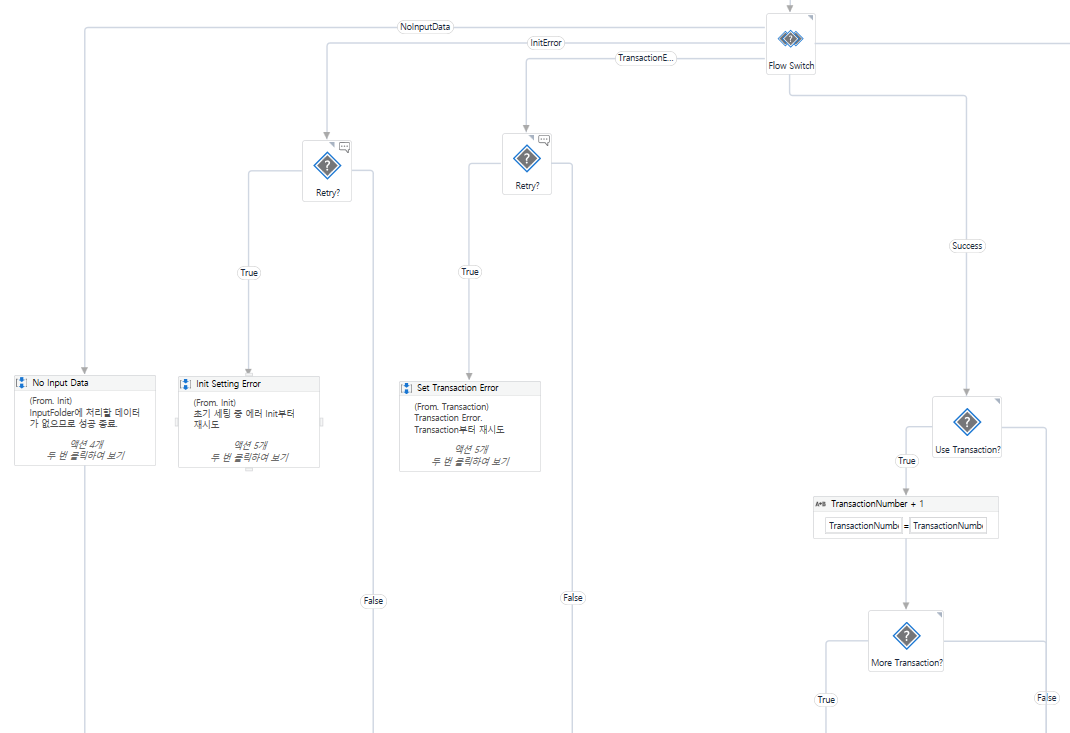 NoInputData
InitError
TransactionE...
Flow Switch
Retry?
Retry?
Success
True
True
No Input Data
(From. Init)
InputFolder에 처리할 데이터
가 없으므로 성공 종료.
액션 4개
두 번 클릭하여 보기
Init Setting Error
(From. Init)
초기 세팅 중 에러 Init부터
재시도
액션 5개
두 번 클릭하여 보기
Set Transaction Error
(From. Transaction)
Transaction Error.
Transaction부터 재시도
액션 5개
두 번 클릭하여 보기
Use Transaction?
True
A+B TransactionNumber + 1
TransactionNumb = TransactionNumb
False
False
More Transaction?
True
False